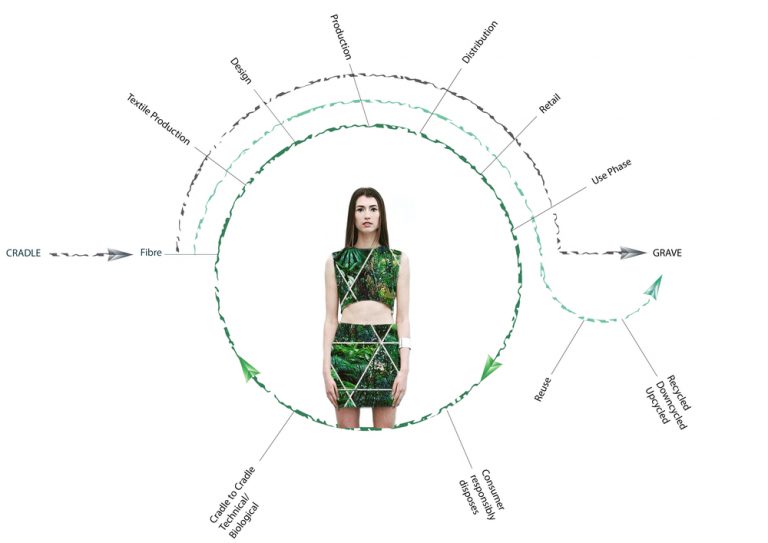 CRADLE
Fibre
Textile Production
Design
Production
Distribution
Retail
Use Phase
GRAVE
Reuse
Recycled
Downcycled
Upcycled
Consumer
responsibly
disposes
Cradle to Cradle
Technical/
Biological